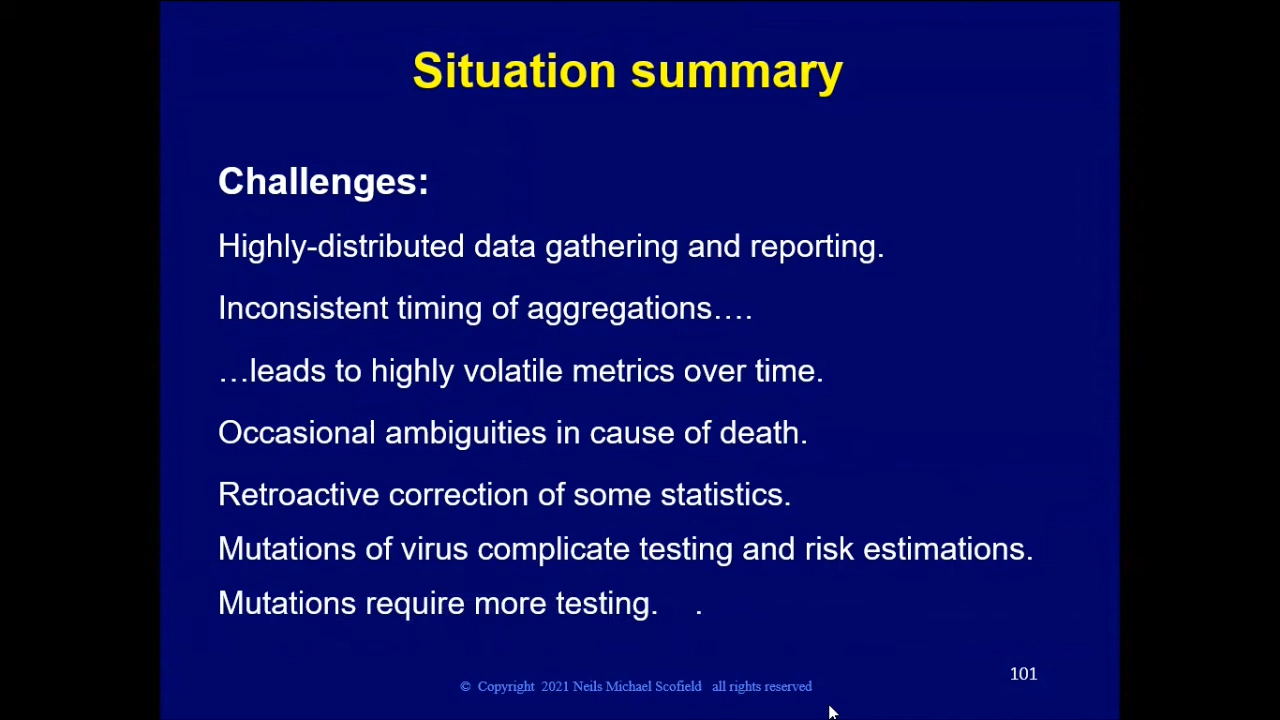 Situation summary
Challenges:
Highly-distributed data gathering and reporting.
Inconsistent timing of aggregations….
…leads to highly volatile metrics over time.
Occasional ambiguities in cause of death.
Retroactive correction of some statistics.
Mutations of virus complicate testing and risk estimations.
Mutations require more testing. .
101
© Copyright 2021 Neils Michael Scofield all rights reserved